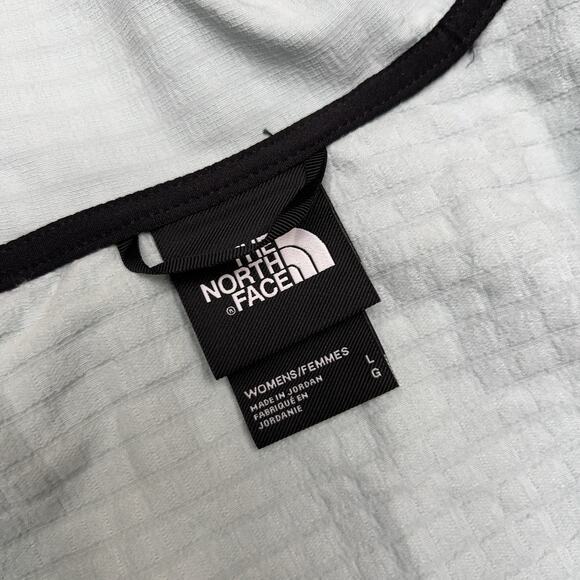 THE
NORTH
FACE
®
WOMENS/FEMMES L
MADE IN JORDAN G
FABRIQUÉ EN
JORDANIE